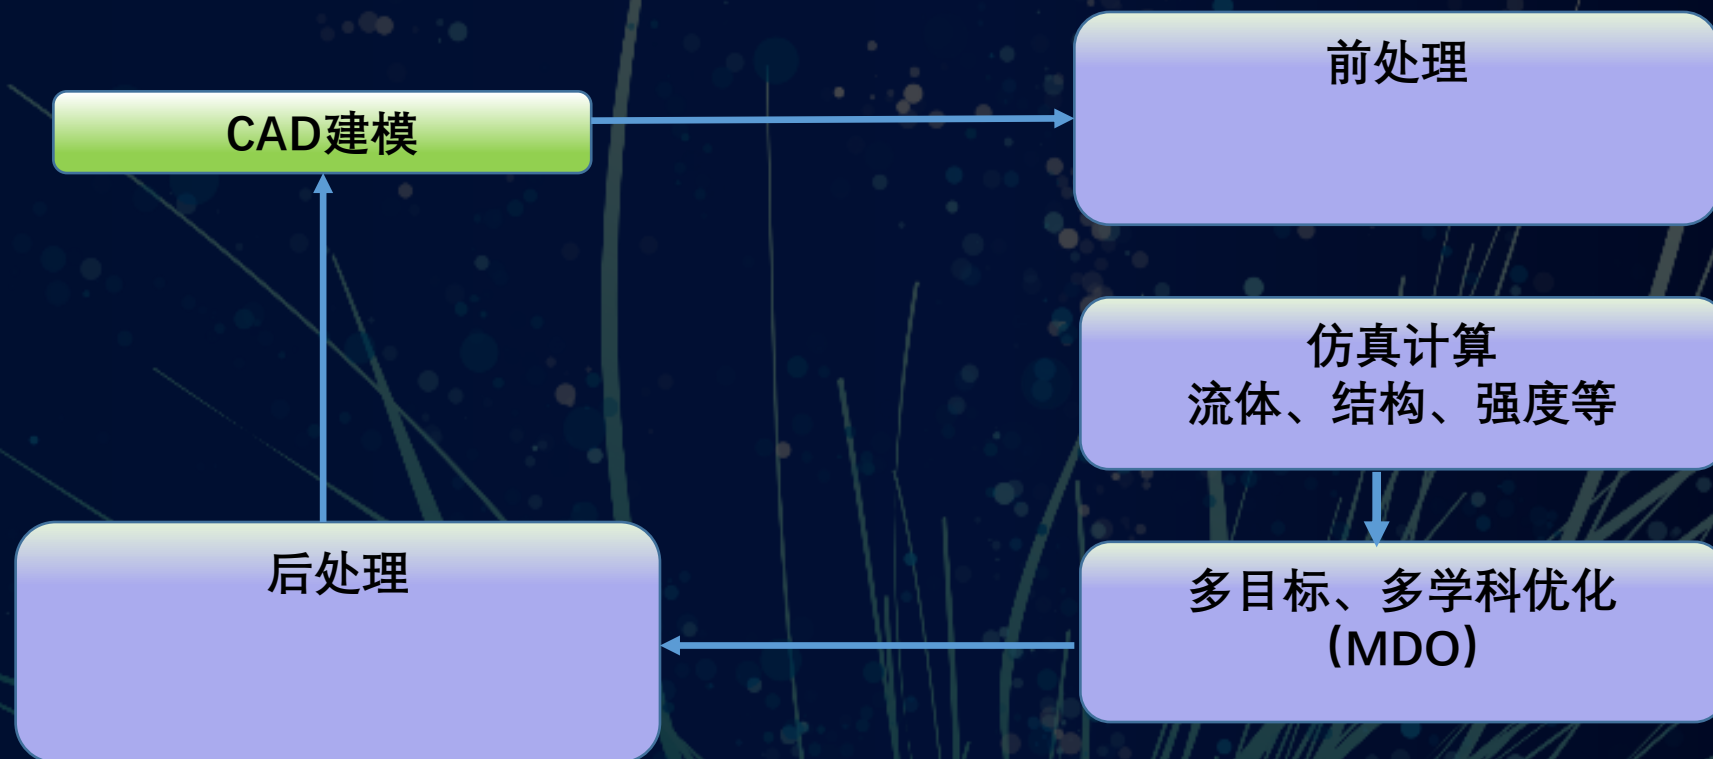 前处理
CAD建模
仿真计算
流体、结构、强度等
后处理
多目标、多学科优化
（MDO）